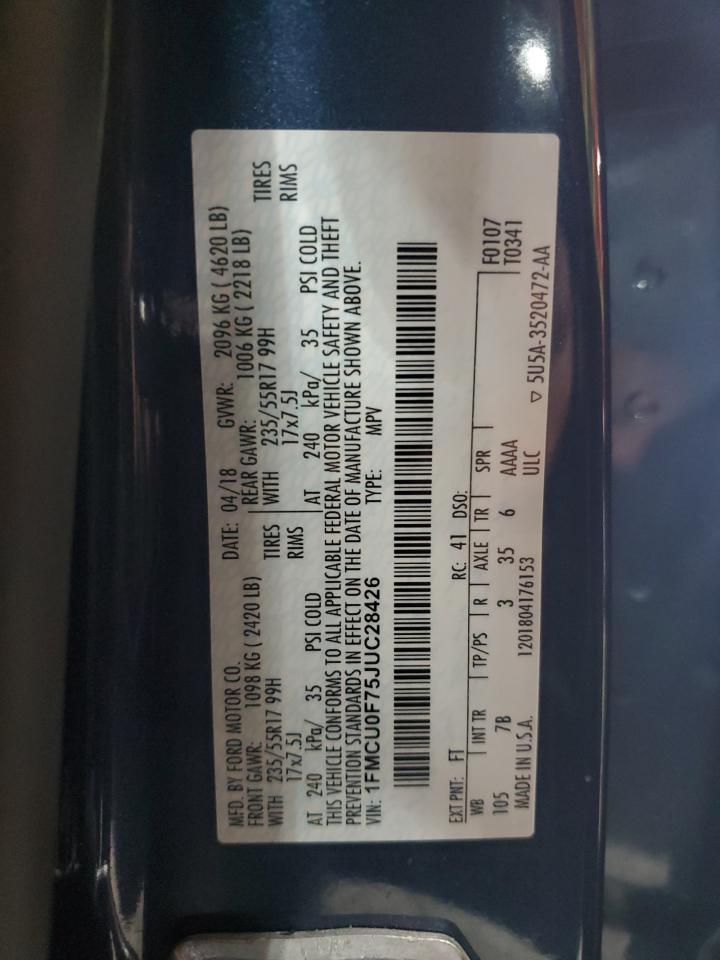 MFD. BY FORD MOTOR CO. DATE: 04/18 GVWR: 2096 KG ( 4620 LB)
FRONT GAWR: 1098 KG ( 2420 LB) REAR GAWR: 1006 KG ( 2218 LB)
WITH 235/55R17 99H TIRES WITH 235/55R17 99H TIRES
17x7.5J RIMS 17x7.5J RIMS
AT 240 kPa/ 35 PSI COLD AT 240 kPa/ 35 PSI COLD
THIS VEHICLE CONFORMS TO ALL APPLICABLE FEDERAL MOTOR VEHICLE SAFETY AND THEFT
PREVENTION STANDARDS IN EFFECT ON THE DATE OF MANUFACTURE SHOWN ABOVE.
VIN: 1FMCU0F75JUC28426 TYPE: MPV
EXT PNT: FT RC: 41 DSO: F0107
WB INT TR TP/PS R AXLE TR SPR T0341
105 7B 3 35 6 AAAA
MADE IN U.S.A. 1201804176153 ULC ▽ 5U5A-3520472-AA